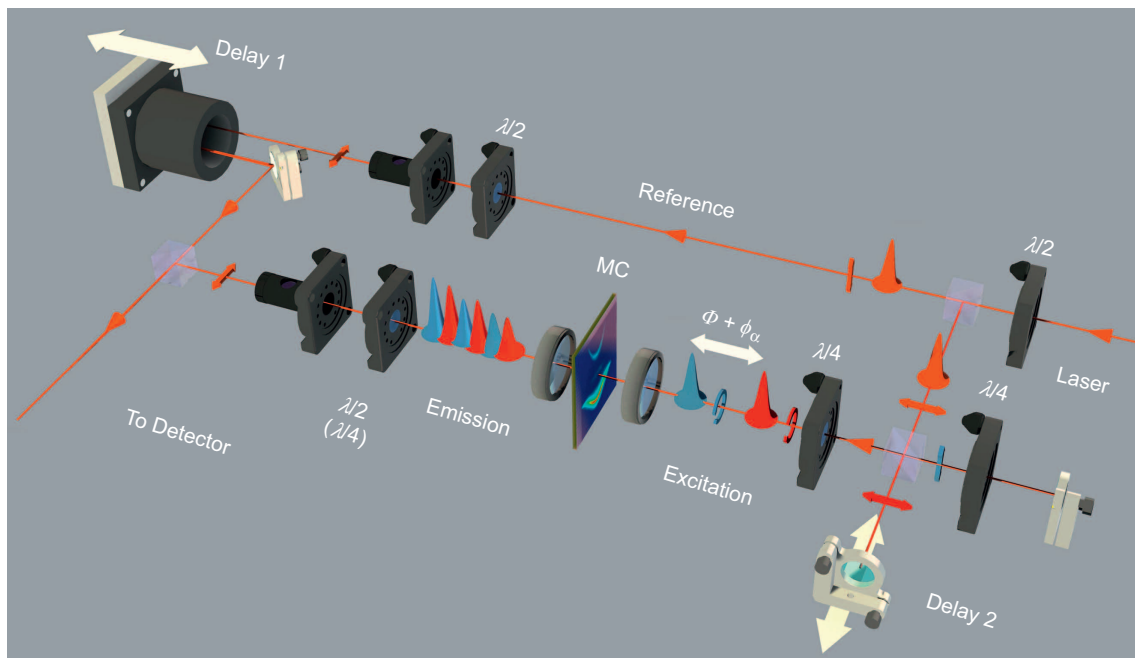 Delay 1
λ/2
Reference
λ/2
MC
Φ + ϕα
λ/4
Laser
λ/4
To Detector
λ/2
(λ/4)
Emission
Excitation
Delay 2